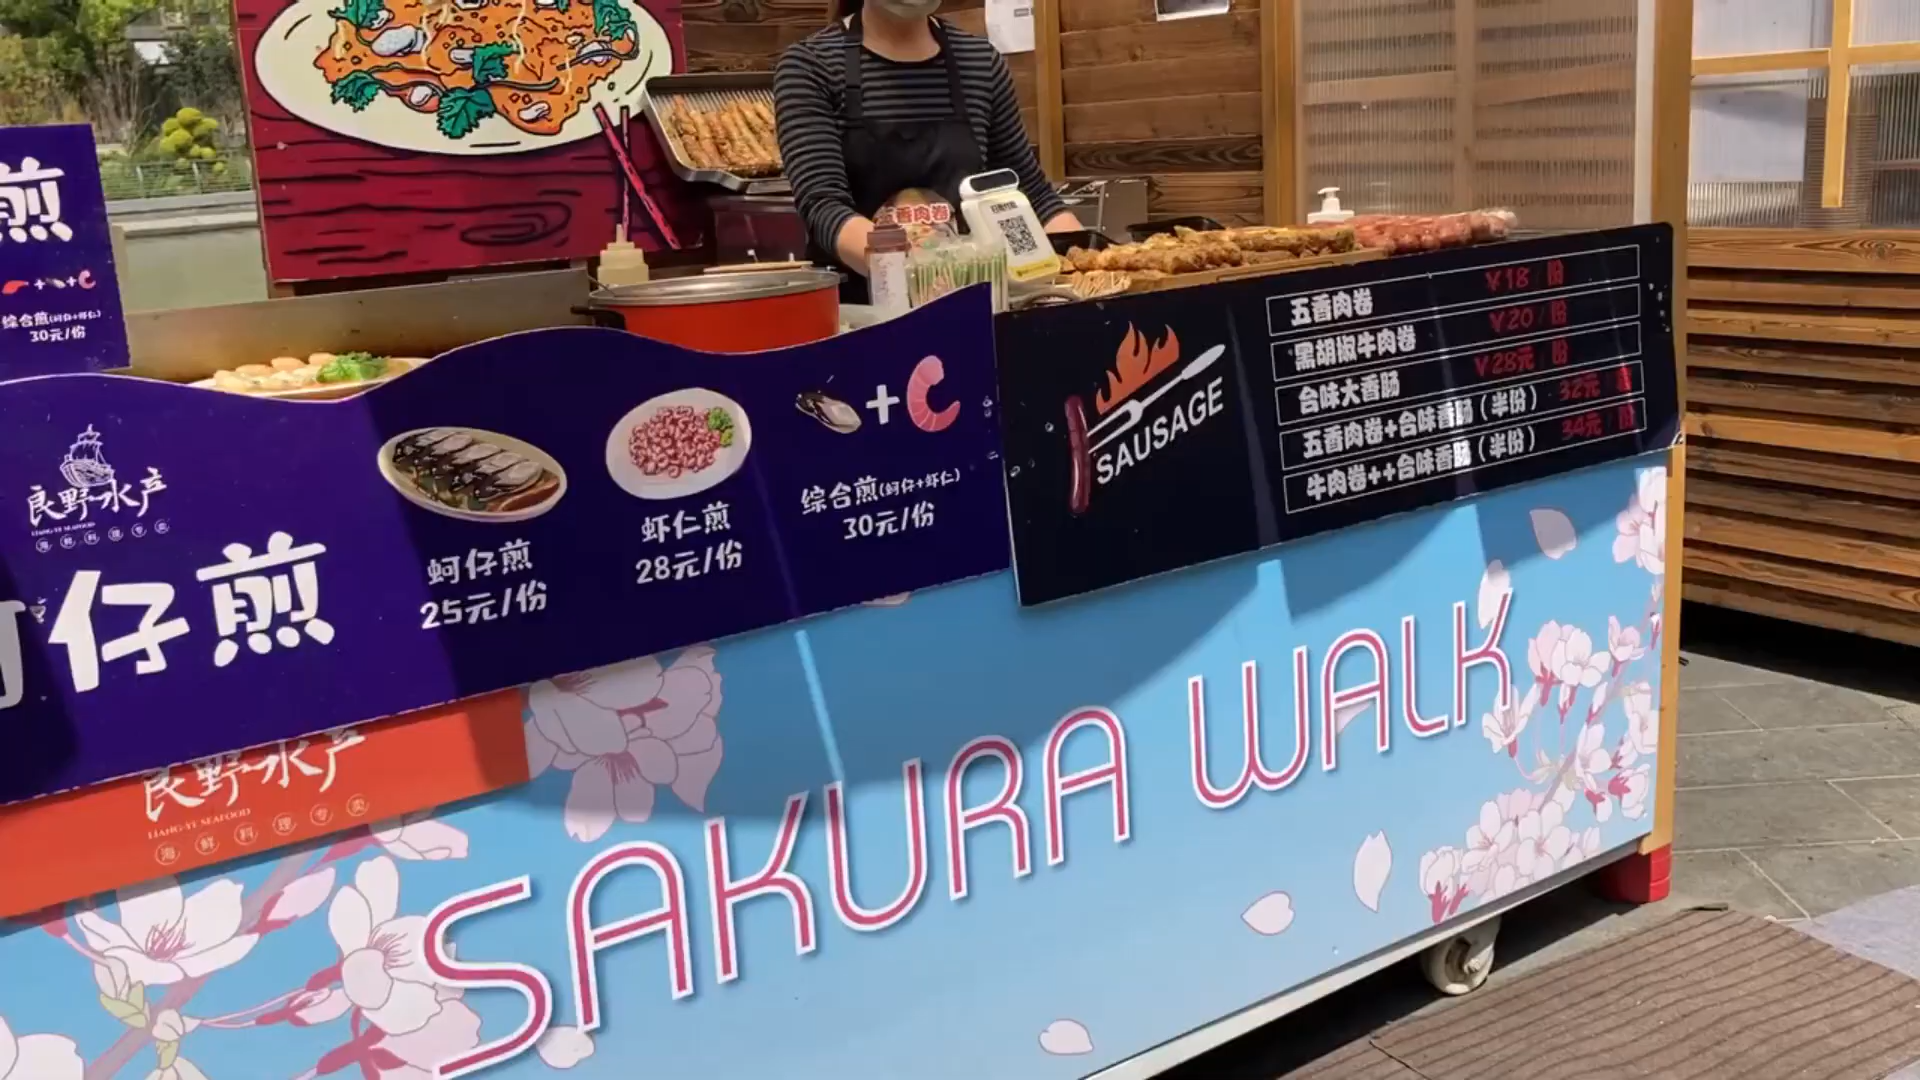 煎
综合煎(蚵仔+虾仁)
30元/份
五香肉卷
良野水产
LIANG·YE SEAFOOD
海鲜料理专卖
仔煎
蚵仔煎
25元/份
虾仁煎
28元/份
+
综合煎(蚵仔+虾仁)
30元/份
SAUSAGE
五香肉卷 ¥18/份
黑胡椒牛肉卷 ¥20/份
合味大香肠 ¥28元/份
五香肉卷+合味香肠(半份) 32元/份
牛肉卷++合味香肠(半份) 34元/份
良野水产
LIANG·YE SEAFOOD
海鲜料理专卖
SAKURA WALK